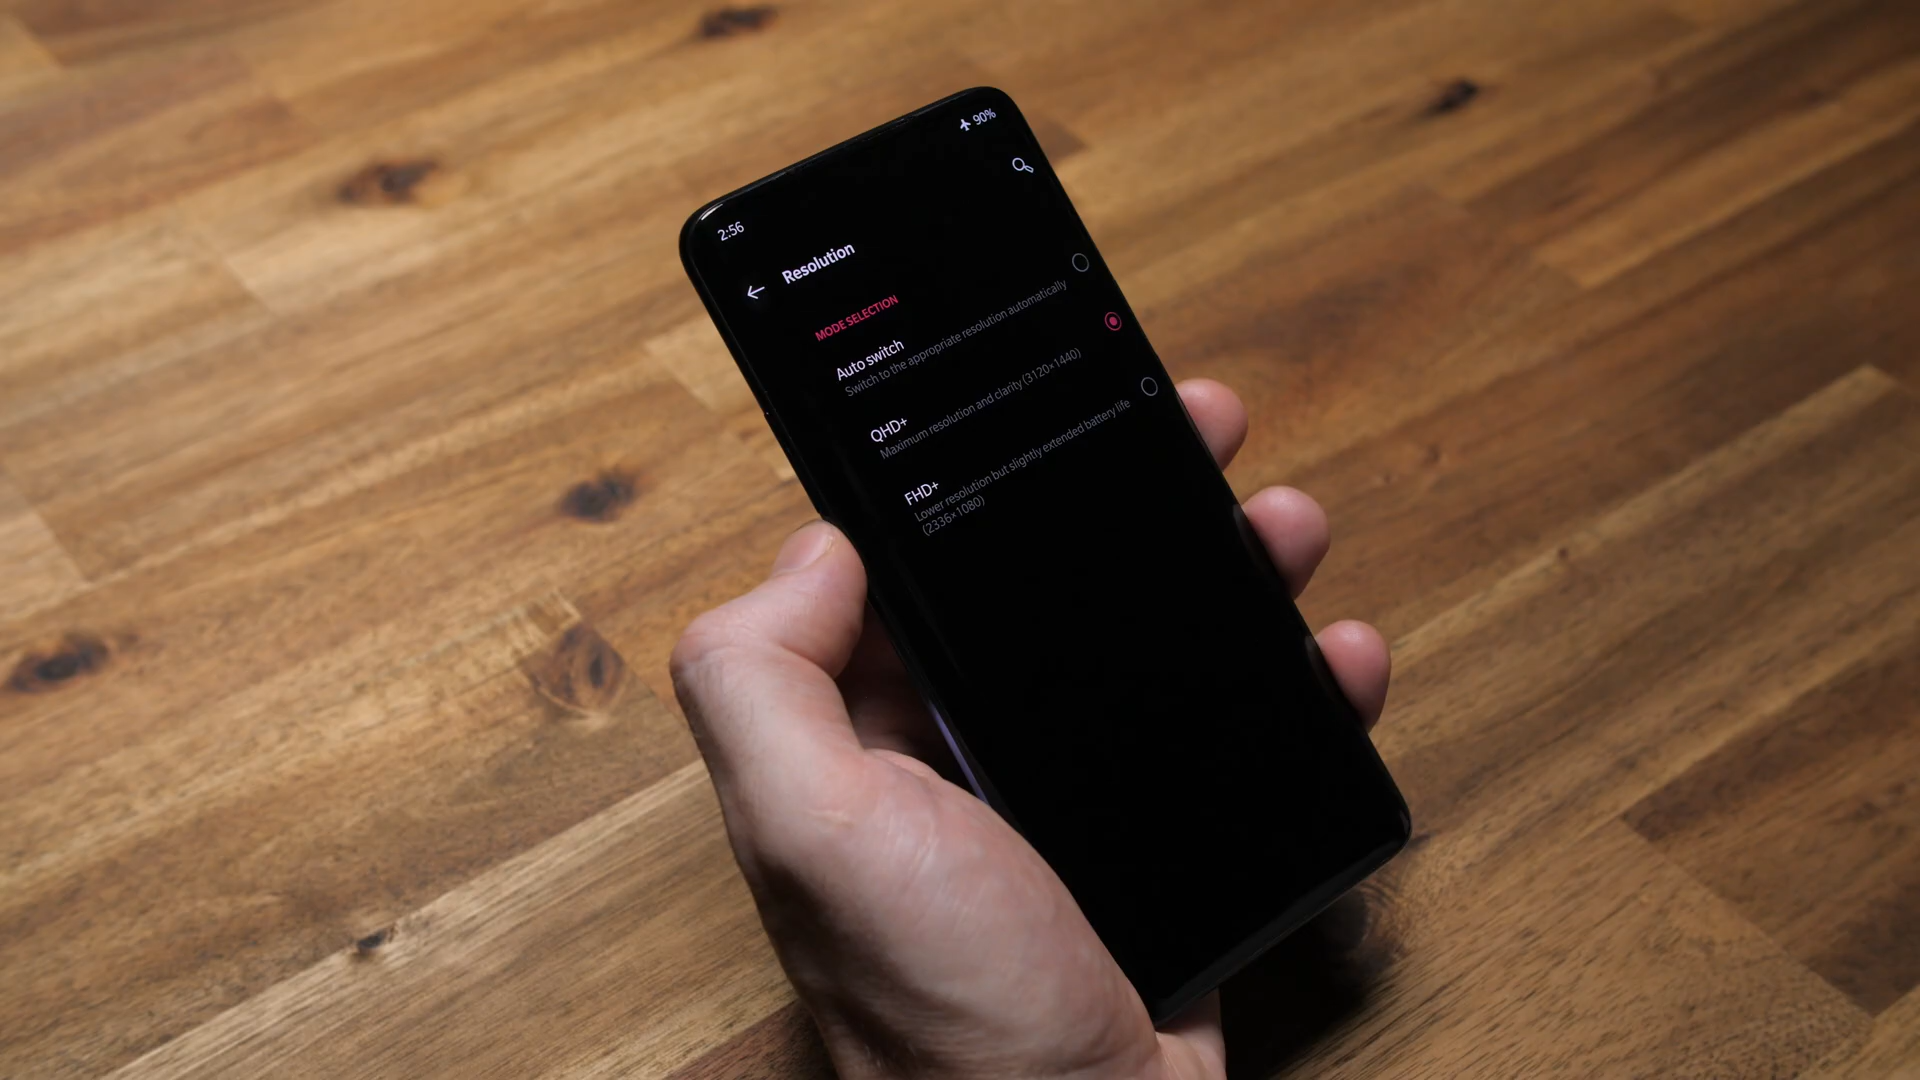 2:56
90%
Resolution
MODE SELECTION
Auto switch
Switch to the appropriate resolution automatically
QHD+
Maximum resolution and clarity (3120×1440)
FHD+
Lower resolution but slightly extended battery life
(2336×1080)